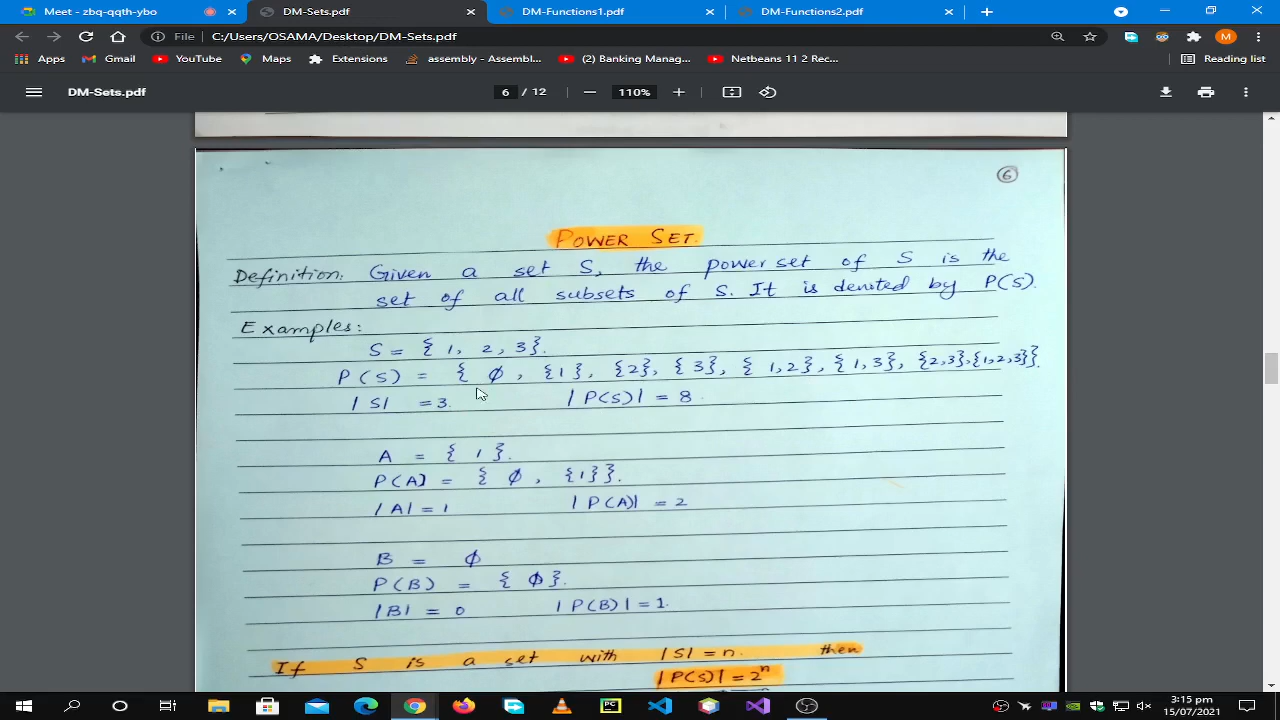 Meet - zbq-qqth-ybo
DM-Sets.pdf
DM-Functions1.pdf
DM-Functions2.pdf
File C:/Users/OSAMA/Desktop/DM-Sets.pdf
Apps Gmail YouTube Maps Extensions assembly - Assembl... (2) Banking Manag... Netbeans 11 2 Rec... Reading list
DM-Sets.pdf 6 / 12 110%
6
POWER SET.
Definition. Given a set S, the power set of S is the
set of all subsets of S. It is denoted by P(S).
Examples:
S = { 1, 2, 3}.
P(S) = { ϕ, {1}, {2}, {3}, {1,2}, {1,3}, {2,3}, {1,2,3}}.
|S| = 3. |P(S)| = 8.
A = { 1 }.
P(A) = { ϕ, {1}}.
|A| = 1 |P(A)| = 2
B = ϕ
P(B) = { ϕ }.
|B| = 0 |P(B)| = 1.
If S is a set with |S| = n. then
|P(S)| = 2ⁿ
3:15 pm
15/07/2021